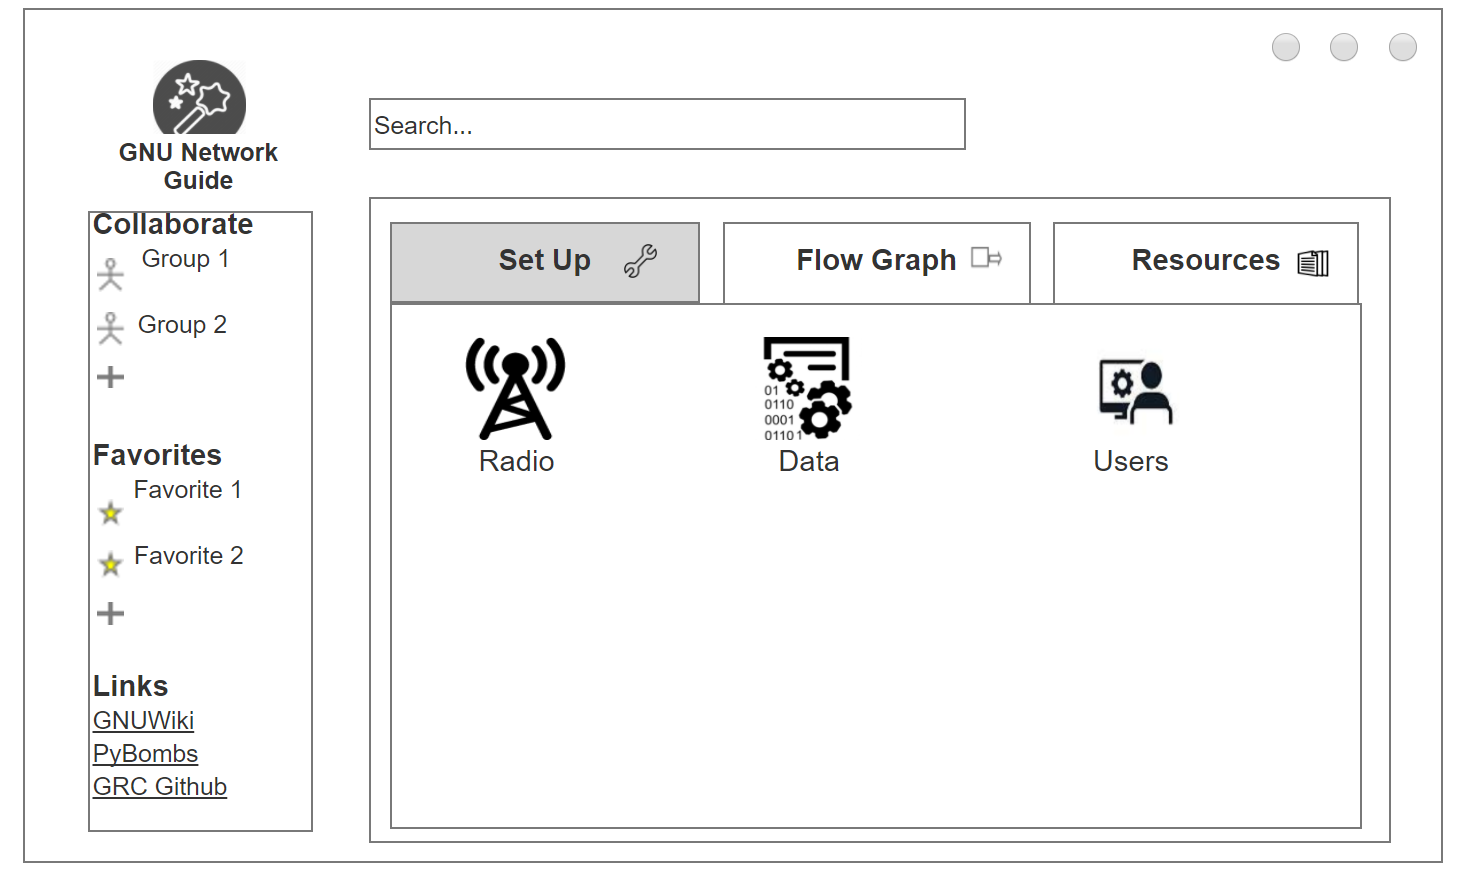 GNU Network
Guide
Search...
Collaborate
Group 1
Group 2
Favorites
Favorite 1
Favorite 2
Links
GNUWiki
PyBombs
GRC Github
Set Up
Flow Graph
Resources
01
0110
0001
01101
Radio
Data
Users